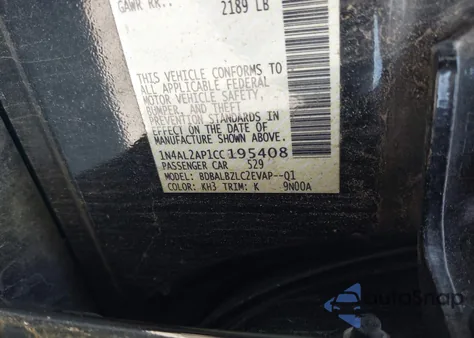 GAWR RR.: 2189 LB
THIS VEHICLE CONFORMS TO
ALL APPLICABLE FEDERAL
MOTOR VEHICLE SAFETY,
BUMPER, AND THEFT
PREVENTION STANDARDS IN
EFFECT ON THE DATE OF
MANUFACTURE SHOWN ABOVE.
1N4AL2AP1CC195408
PASSENGER CAR 529
MODEL: BDBALBZLC2EVAP--Q1
COLOR: KH3 TRIM: K 9N00A
AutoSnap